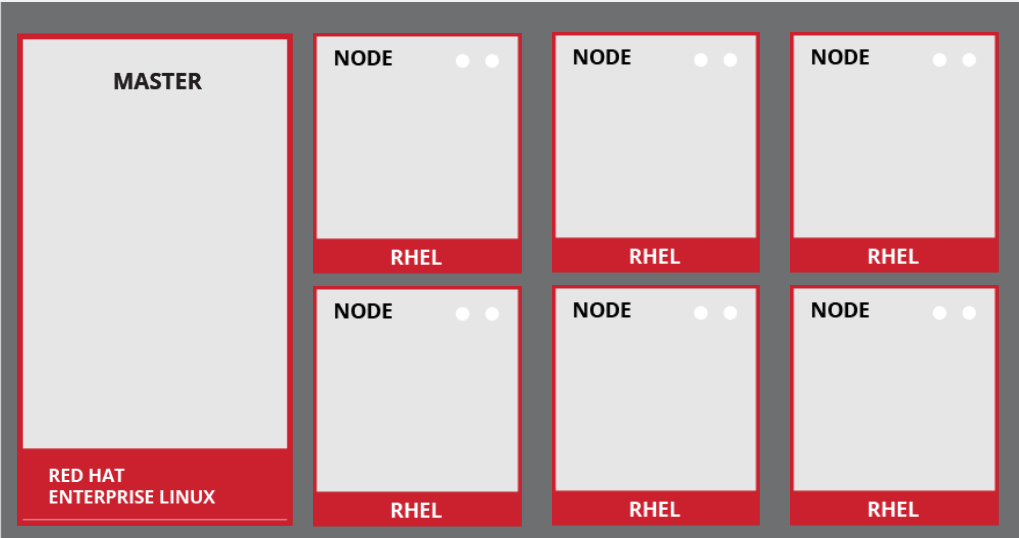 MASTER
RED HAT
ENTERPRISE LINUX
NODE
RHEL
NODE
RHEL
NODE
RHEL
NODE
RHEL
NODE
RHEL
NODE
RHEL